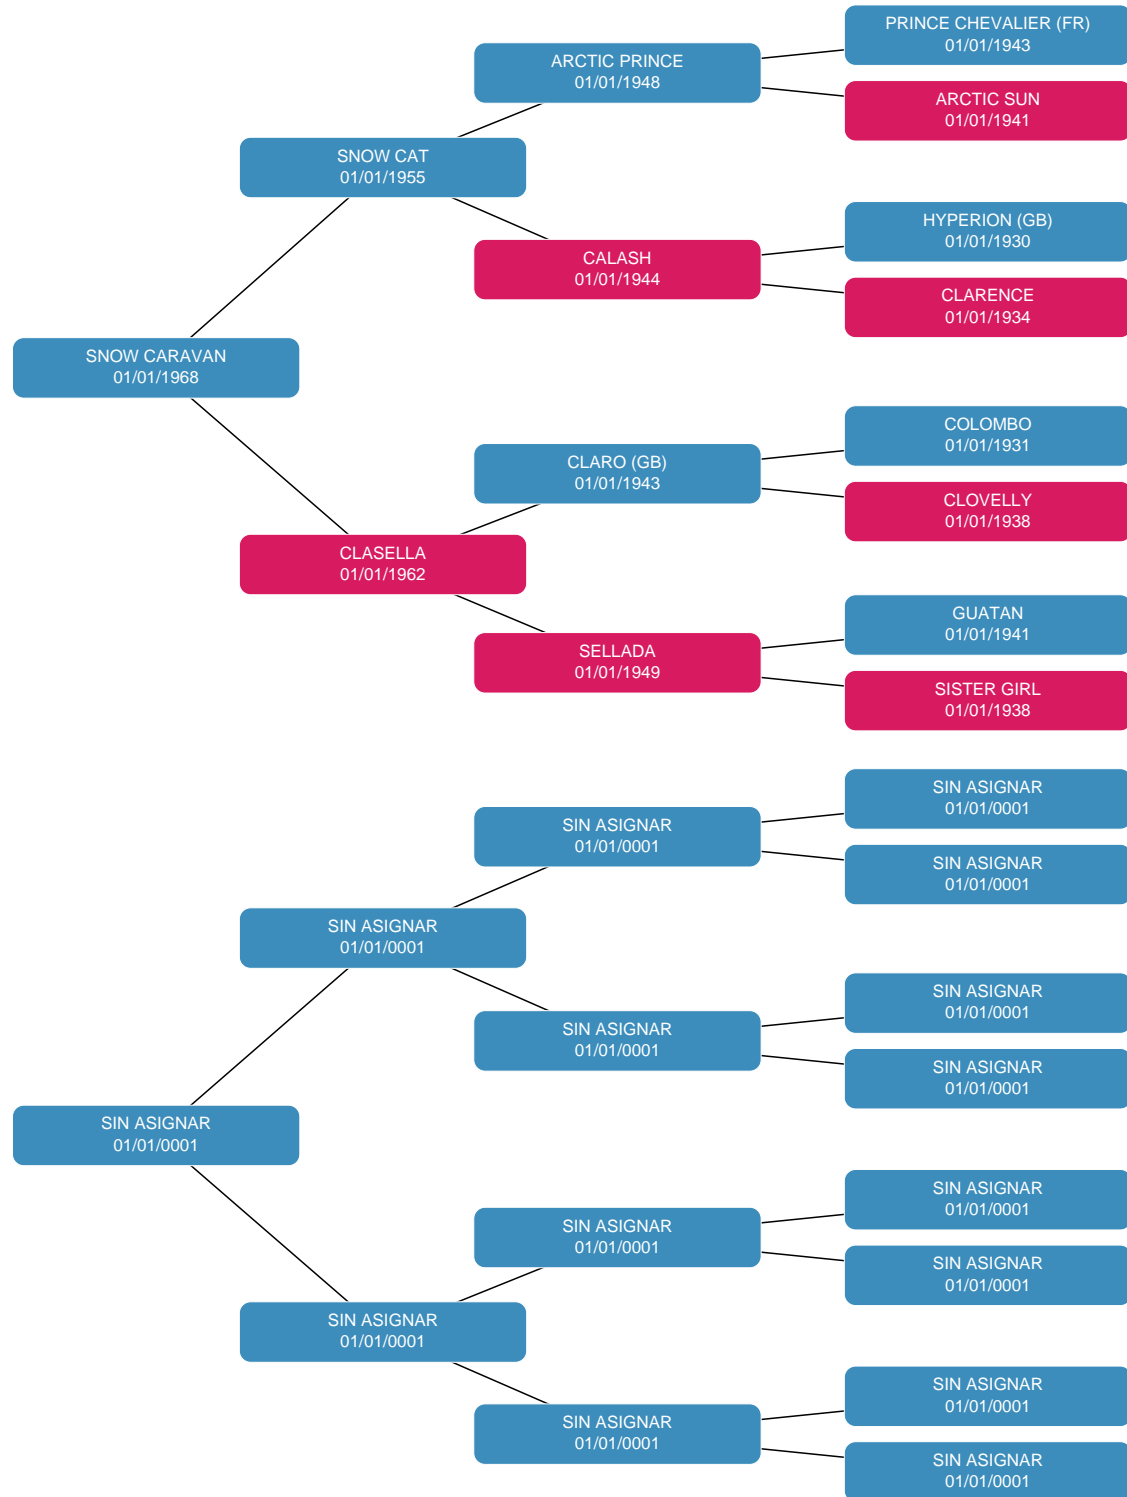 PRINCE CHEVALIER (FR)
01/01/1943
ARCTIC PRINCE
01/01/1948
ARCTIC SUN
01/01/1941
SNOW CAT
01/01/1955
HYPERION (GB)
01/01/1930
CALASH
01/01/1944
CLARENCE
01/01/1934
SNOW CARAVAN
01/01/1968
COLOMBO
01/01/1931
CLARO (GB)
01/01/1943
CLOVELLY
01/01/1938
CLASELLA
01/01/1962
GUATAN
01/01/1941
SELLADA
01/01/1949
SISTER GIRL
01/01/1938
SIN ASIGNAR
01/01/0001
SIN ASIGNAR
01/01/0001
SIN ASIGNAR
01/01/0001
SIN ASIGNAR
01/01/0001
SIN ASIGNAR
01/01/0001
SIN ASIGNAR
01/01/0001
SIN ASIGNAR
01/01/0001
SIN ASIGNAR
01/01/0001
SIN ASIGNAR
01/01/0001
SIN ASIGNAR
01/01/0001
SIN ASIGNAR
01/01/0001
SIN ASIGNAR
01/01/0001
SIN ASIGNAR
01/01/0001
SIN ASIGNAR
01/01/0001
SIN ASIGNAR
01/01/0001